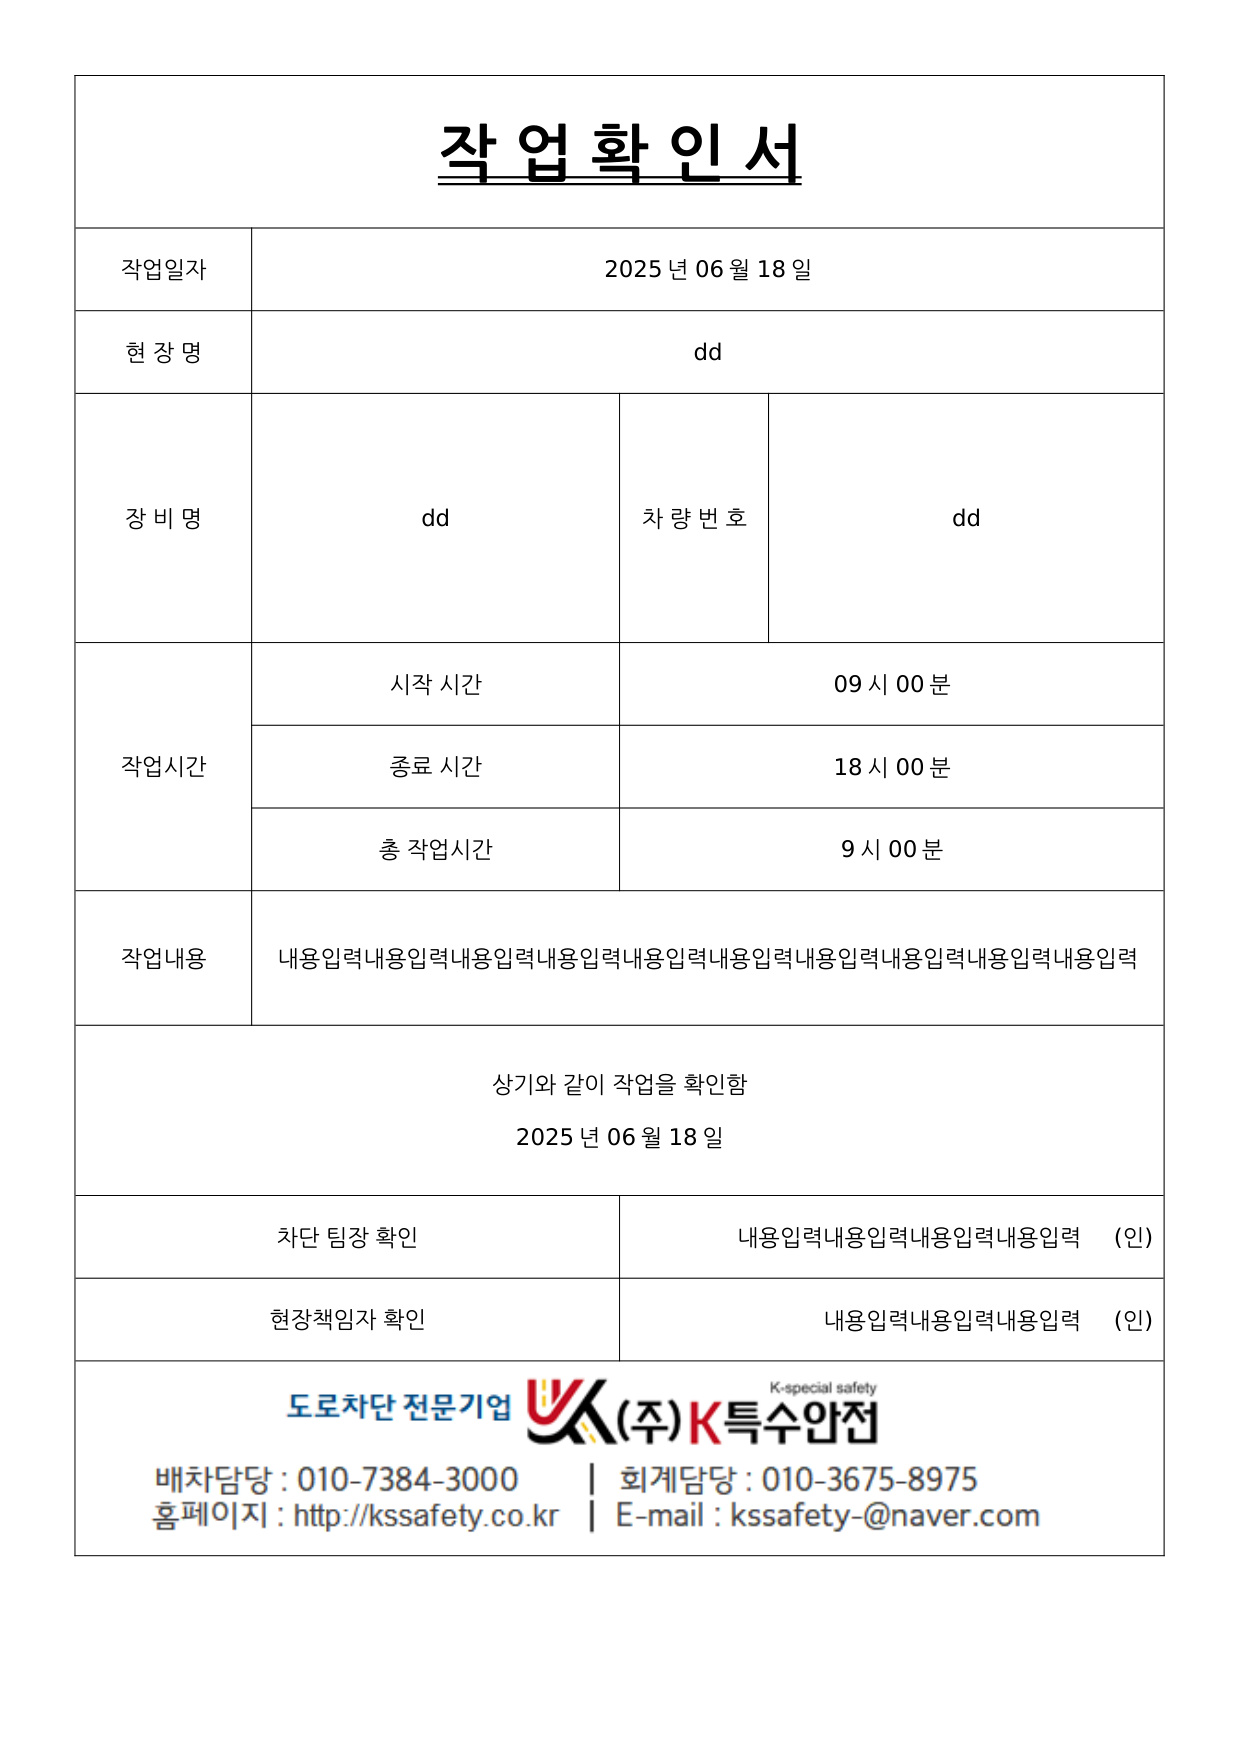 작 업 확 인 서
작업일자 2025 년 06 월 18 일
현 장 명 dd
장 비 명 dd 차 량 번 호 dd
작업시간
시작 시간 09 시 00 분
종료 시간 18 시 00 분
총 작업시간 9 시 00 분
작업내용 내용입력내용입력내용입력내용입력내용입력내용입력내용입력내용입력내용입력내용입력
상기와 같이 작업을 확인함
2025 년 06 월 18 일
차단 팀장 확인 내용입력내용입력내용입력내용입력 (인)
현장책임자 확인 내용입력내용입력내용입력 (인)
K-special safety
도로차단 전문기업 (주)K특수안전
배차담당 : 010-7384-3000 | 회계담당 : 010-3675-8975
홈페이지 : http://kssafety.co.kr | E-mail : kssafety-@naver.com